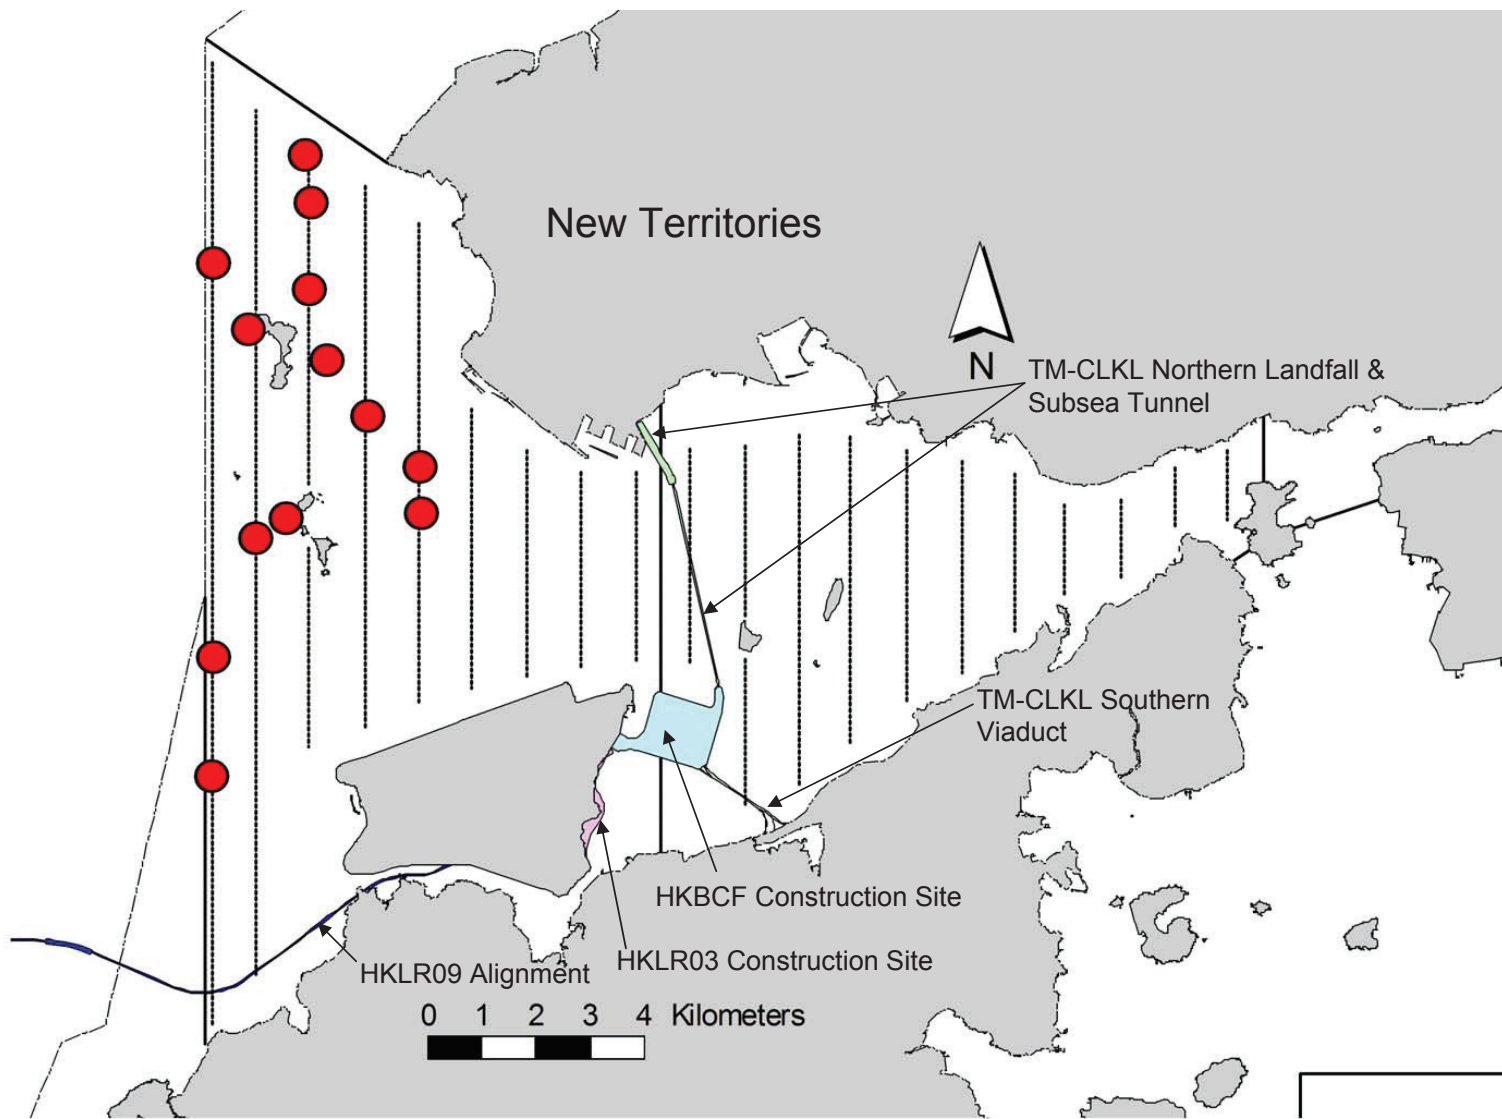 New Territories
N
TM-CLKL Northern Landfall &
Subsea Tunnel
TM-CLKL Southern
Viaduct
HKBCF Construction Site
HKLR03 Construction Site
HKLR09 Alignment
0 1 2 3 4 Kilometers